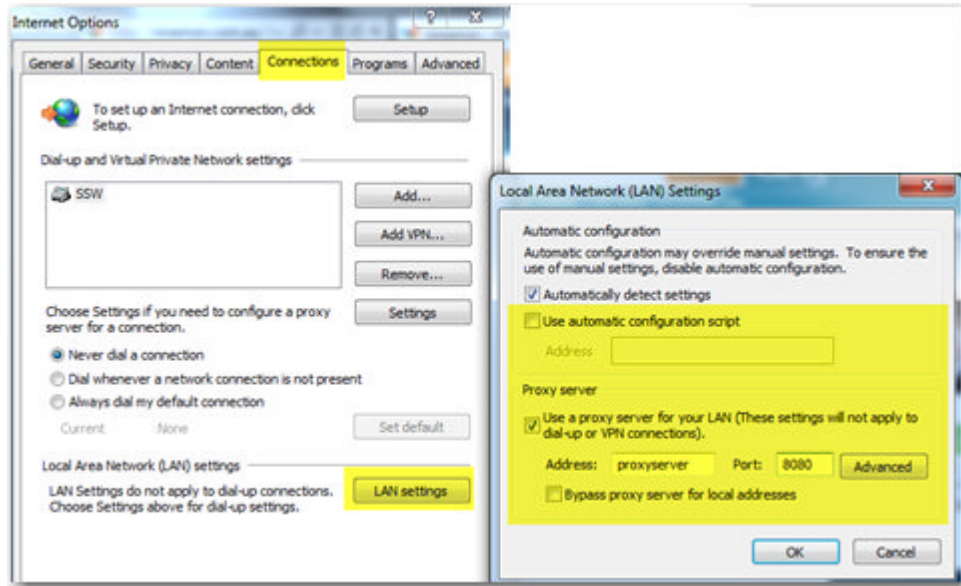 Internet Options
General Security Privacy Content Connections Programs Advanced
To set up an Internet connection, click
Setup.
Setup
Dial-up and Virtual Private Network settings
SSW
Add...
Add VPN...
Remove...
Choose Settings if you need to configure a proxy
server for a connection.
Settings
Never dial a connection
Dial whenever a network connection is not present
Always dial my default connection
Current None
Set default
Local Area Network (LAN) settings
LAN Settings do not apply to dial-up connections.
Choose Settings above for dial-up settings.
LAN settings
Local Area Network (LAN) Settings
Automatic configuration
Automatic configuration may override manual settings. To ensure the
use of manual settings, disable automatic configuration.
Automatically detect settings
Use automatic configuration script
Address
Proxy server
Use a proxy server for your LAN (These settings will not apply to
dial-up or VPN connections).
Address: proxyserver Port: 8080 Advanced
Bypass proxy server for local addresses
OK Cancel